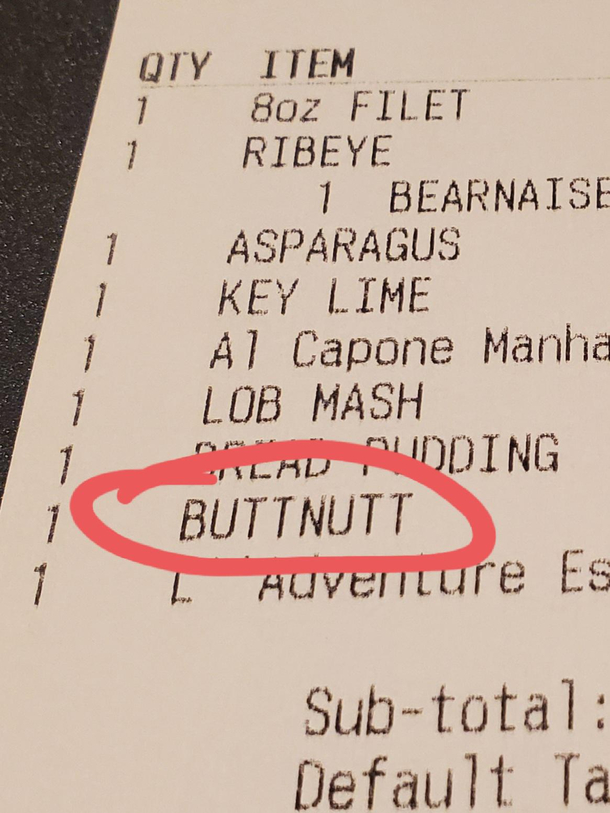 QTY ITEM
1 8oz FILET
1 RIBEYE
1 BEARNAISE
1 ASPARAGUS
1 KEY LIME
1 Al Capone Manha
1 LOB MASH
1 BREAD PUDDING
1 BUTTNUTT
1 L' Adventure Es
Sub-total:
Default Ta